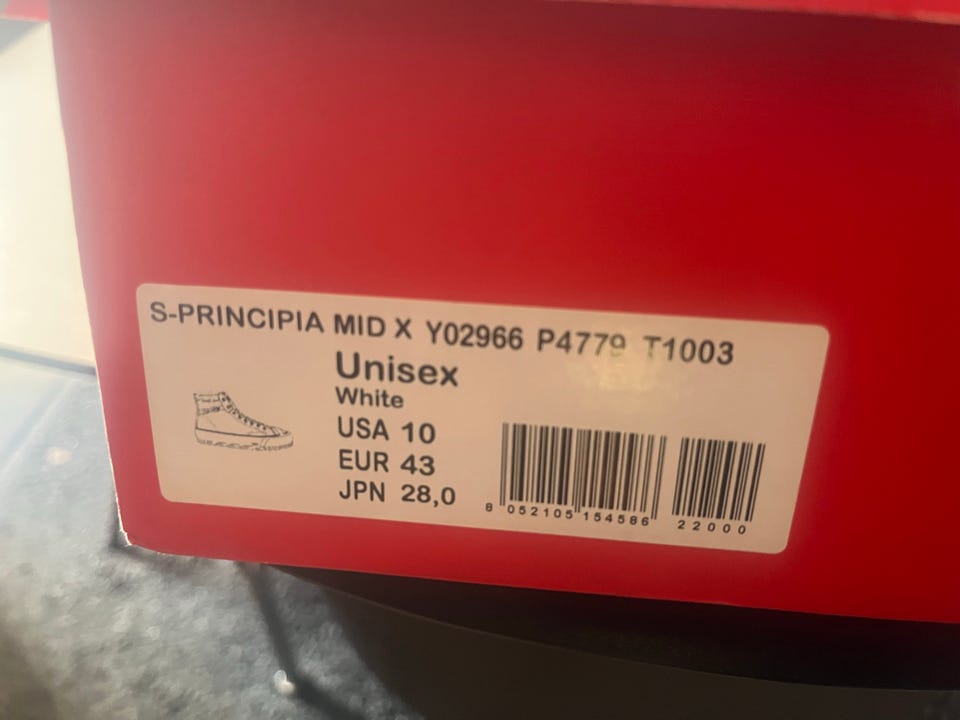 S-PRINCIPIA MID X Y02966 P4779 T1003
Unisex
White
USA 10
EUR 43
JPN 28,0
8 052105 154586
22000